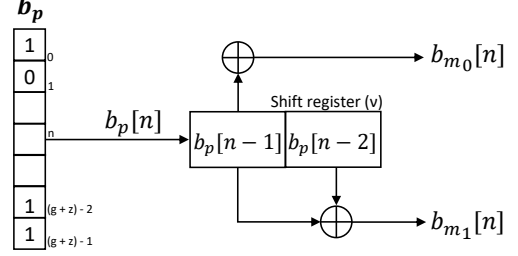 b_p
1 0
0 1
n
1 (g + z) - 2
1 (g + z) - 1
b_p[n]
Shift register (ν)
b_p[n − 1] b_p[n − 2]
b_{m_0}[n]
b_{m_1}[n]